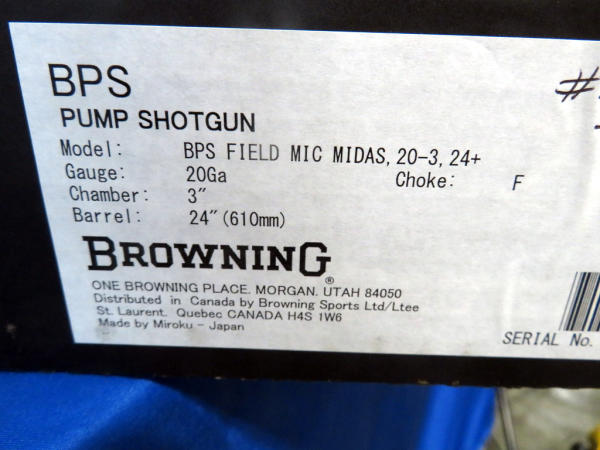 BPS
#
PUMP SHOTGUN
Model: BPS FIELD MIC MIDAS, 20-3, 24+
Gauge: 20Ga Choke: F
Chamber: 3"
Barrel: 24"(610mm)
BROWNING®
ONE BROWNING PLACE. MORGAN. UTAH 84050
Distributed in Canada by Browning Sports Ltd/Ltee
St. Laurent. Quebec CANADA H4S 1W6
Made by Miroku - Japan
SERIAL No.